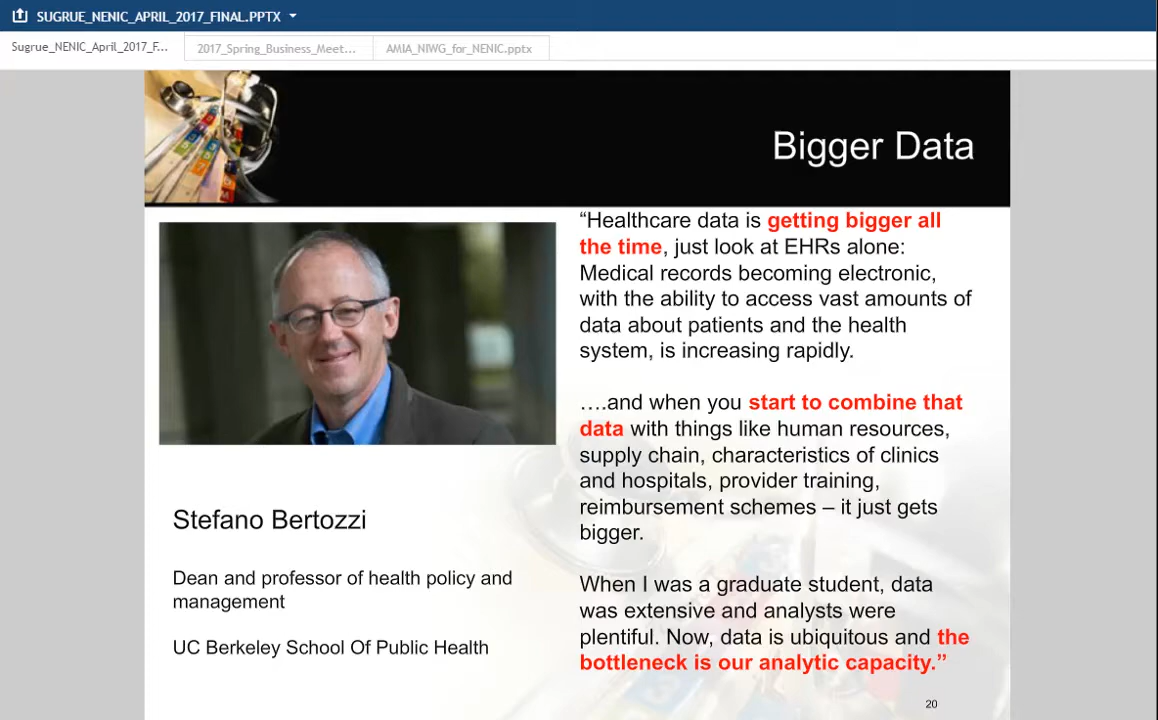 SUGRUE_NENIC_APRIL_2017_FINAL.PPTX
Sugrue_NENIC_April_2017_F... 2017_Spring_Business_Meet... AMIA_NIWG_for_NENIC.pptx
Bigger Data
“Healthcare data is getting bigger all
the time, just look at EHRs alone:
Medical records becoming electronic,
with the ability to access vast amounts of
data about patients and the health
system, is increasing rapidly.
….and when you start to combine that
data with things like human resources,
supply chain, characteristics of clinics
and hospitals, provider training,
reimbursement schemes – it just gets
bigger.
When I was a graduate student, data
was extensive and analysts were
plentiful. Now, data is ubiquitous and the
bottleneck is our analytic capacity.”
Stefano Bertozzi
Dean and professor of health policy and
management
UC Berkeley School Of Public Health
20